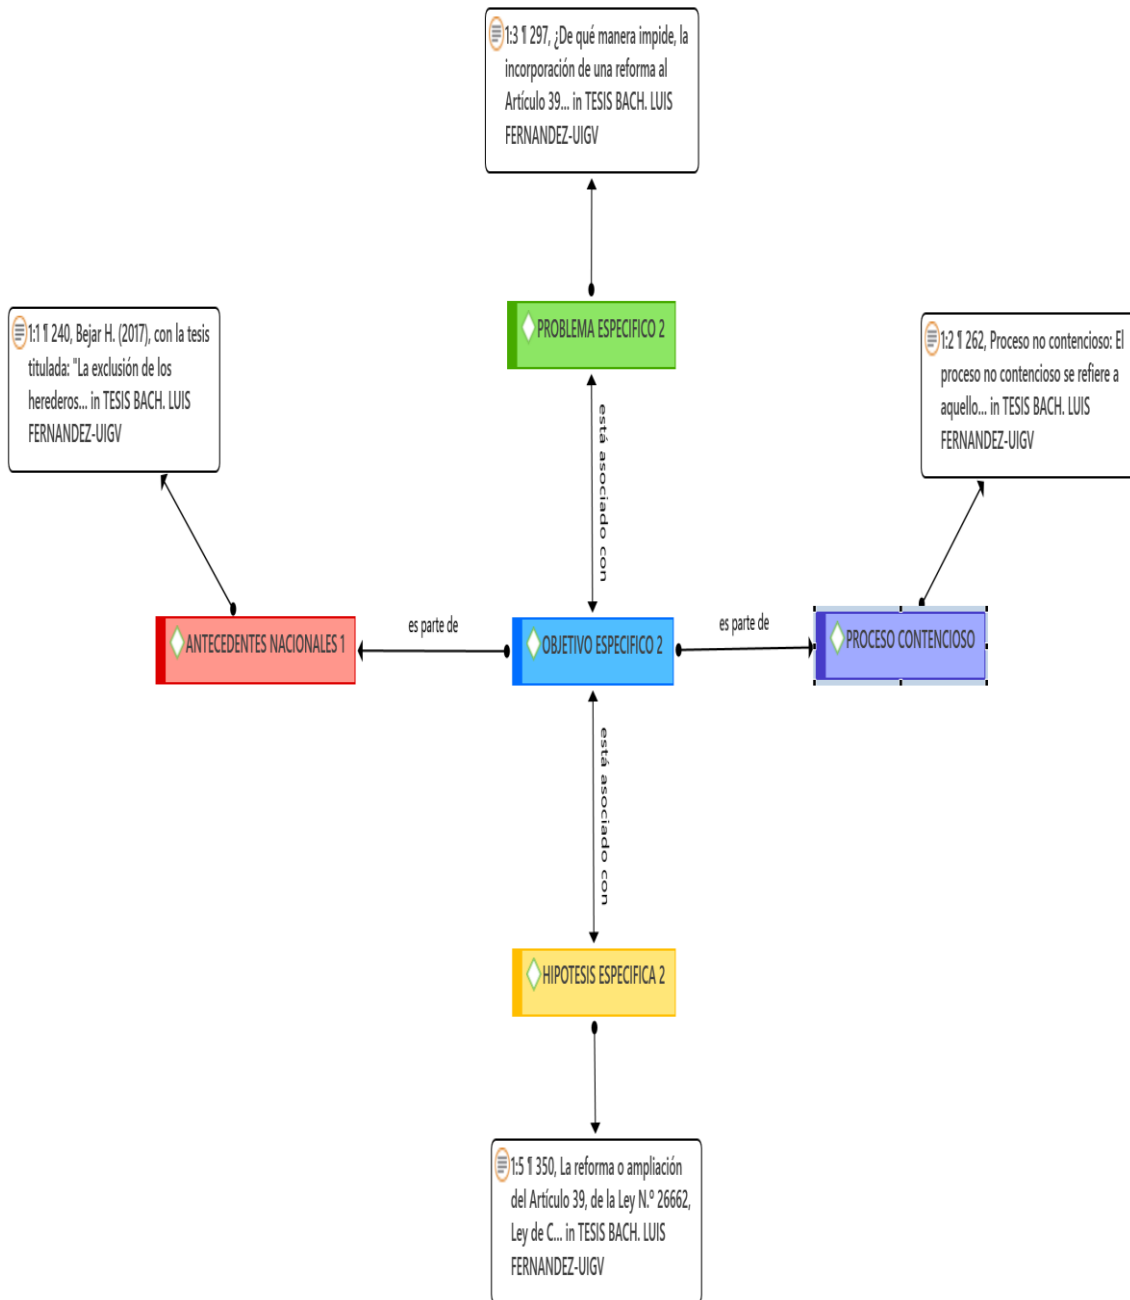 1:3 ¶ 297, ¿De qué manera impide, la
incorporación de una reforma al
Artículo 39... in TESIS BACH. LUIS
FERNANDEZ-UIGV
PROBLEMA ESPECIFICO 2
1:1 ¶ 240, Bejar H. (2017), con la tesis
titulada: "La exclusión de los
herederos... in TESIS BACH. LUIS
FERNANDEZ-UIGV
1:2 ¶ 262, Proceso no contencioso: El
proceso no contencioso se refiere a
aquello... in TESIS BACH. LUIS
FERNANDEZ-UIGV
está asociado con
ANTECEDENTES NACIONALES 1
es parte de
OBJETIVO ESPECIFICO 2
es parte de
PROCESO CONTENCIOSO
está asociado con
HIPOTESIS ESPECIFICA 2
1:5 ¶ 350, La reforma o ampliación
del Artículo 39, de la Ley N.º 26662,
Ley de C... in TESIS BACH. LUIS
FERNANDEZ-UIGV